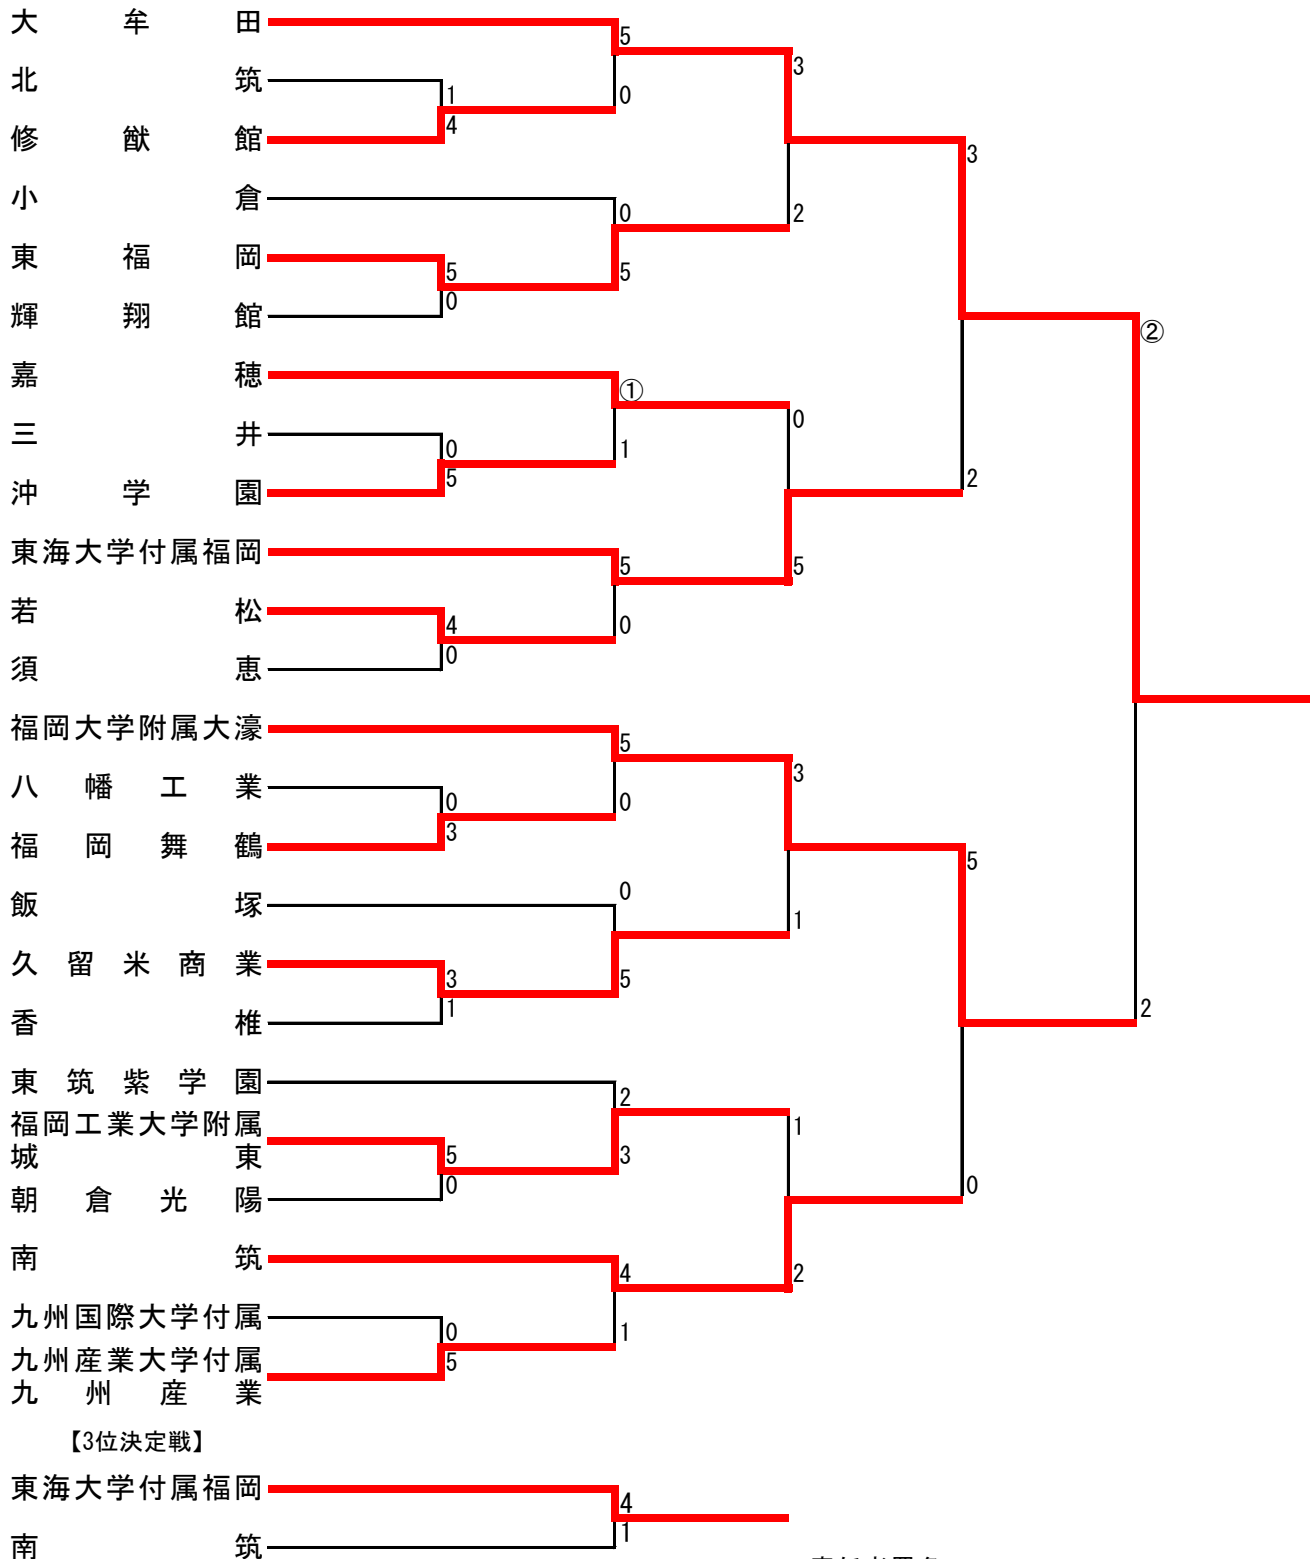 大牟田
5
3
北筑
1
0
修猷館
4
3
小倉
0
2
東福岡
5
5
輝翔館
0
②
嘉穂
①
0
三井
0
1
沖学園
5
2
東海大学付属福岡
5
5
若松
4
0
須恵
0
福岡大学附属大濠
5
3
八幡工業
0
0
福岡舞鶴
3
5
飯塚
0
1
久留米商業
3
5
香椎
1
2
東筑紫学園
2
1
福岡工業大学附属
城東
5
3
朝倉光陽
0
0
南筑
4
2
九州国際大学付属
0
1
九州産業大学付属
九州産業
5
【3位決定戦】
東海大学付属福岡
4
南筑
1